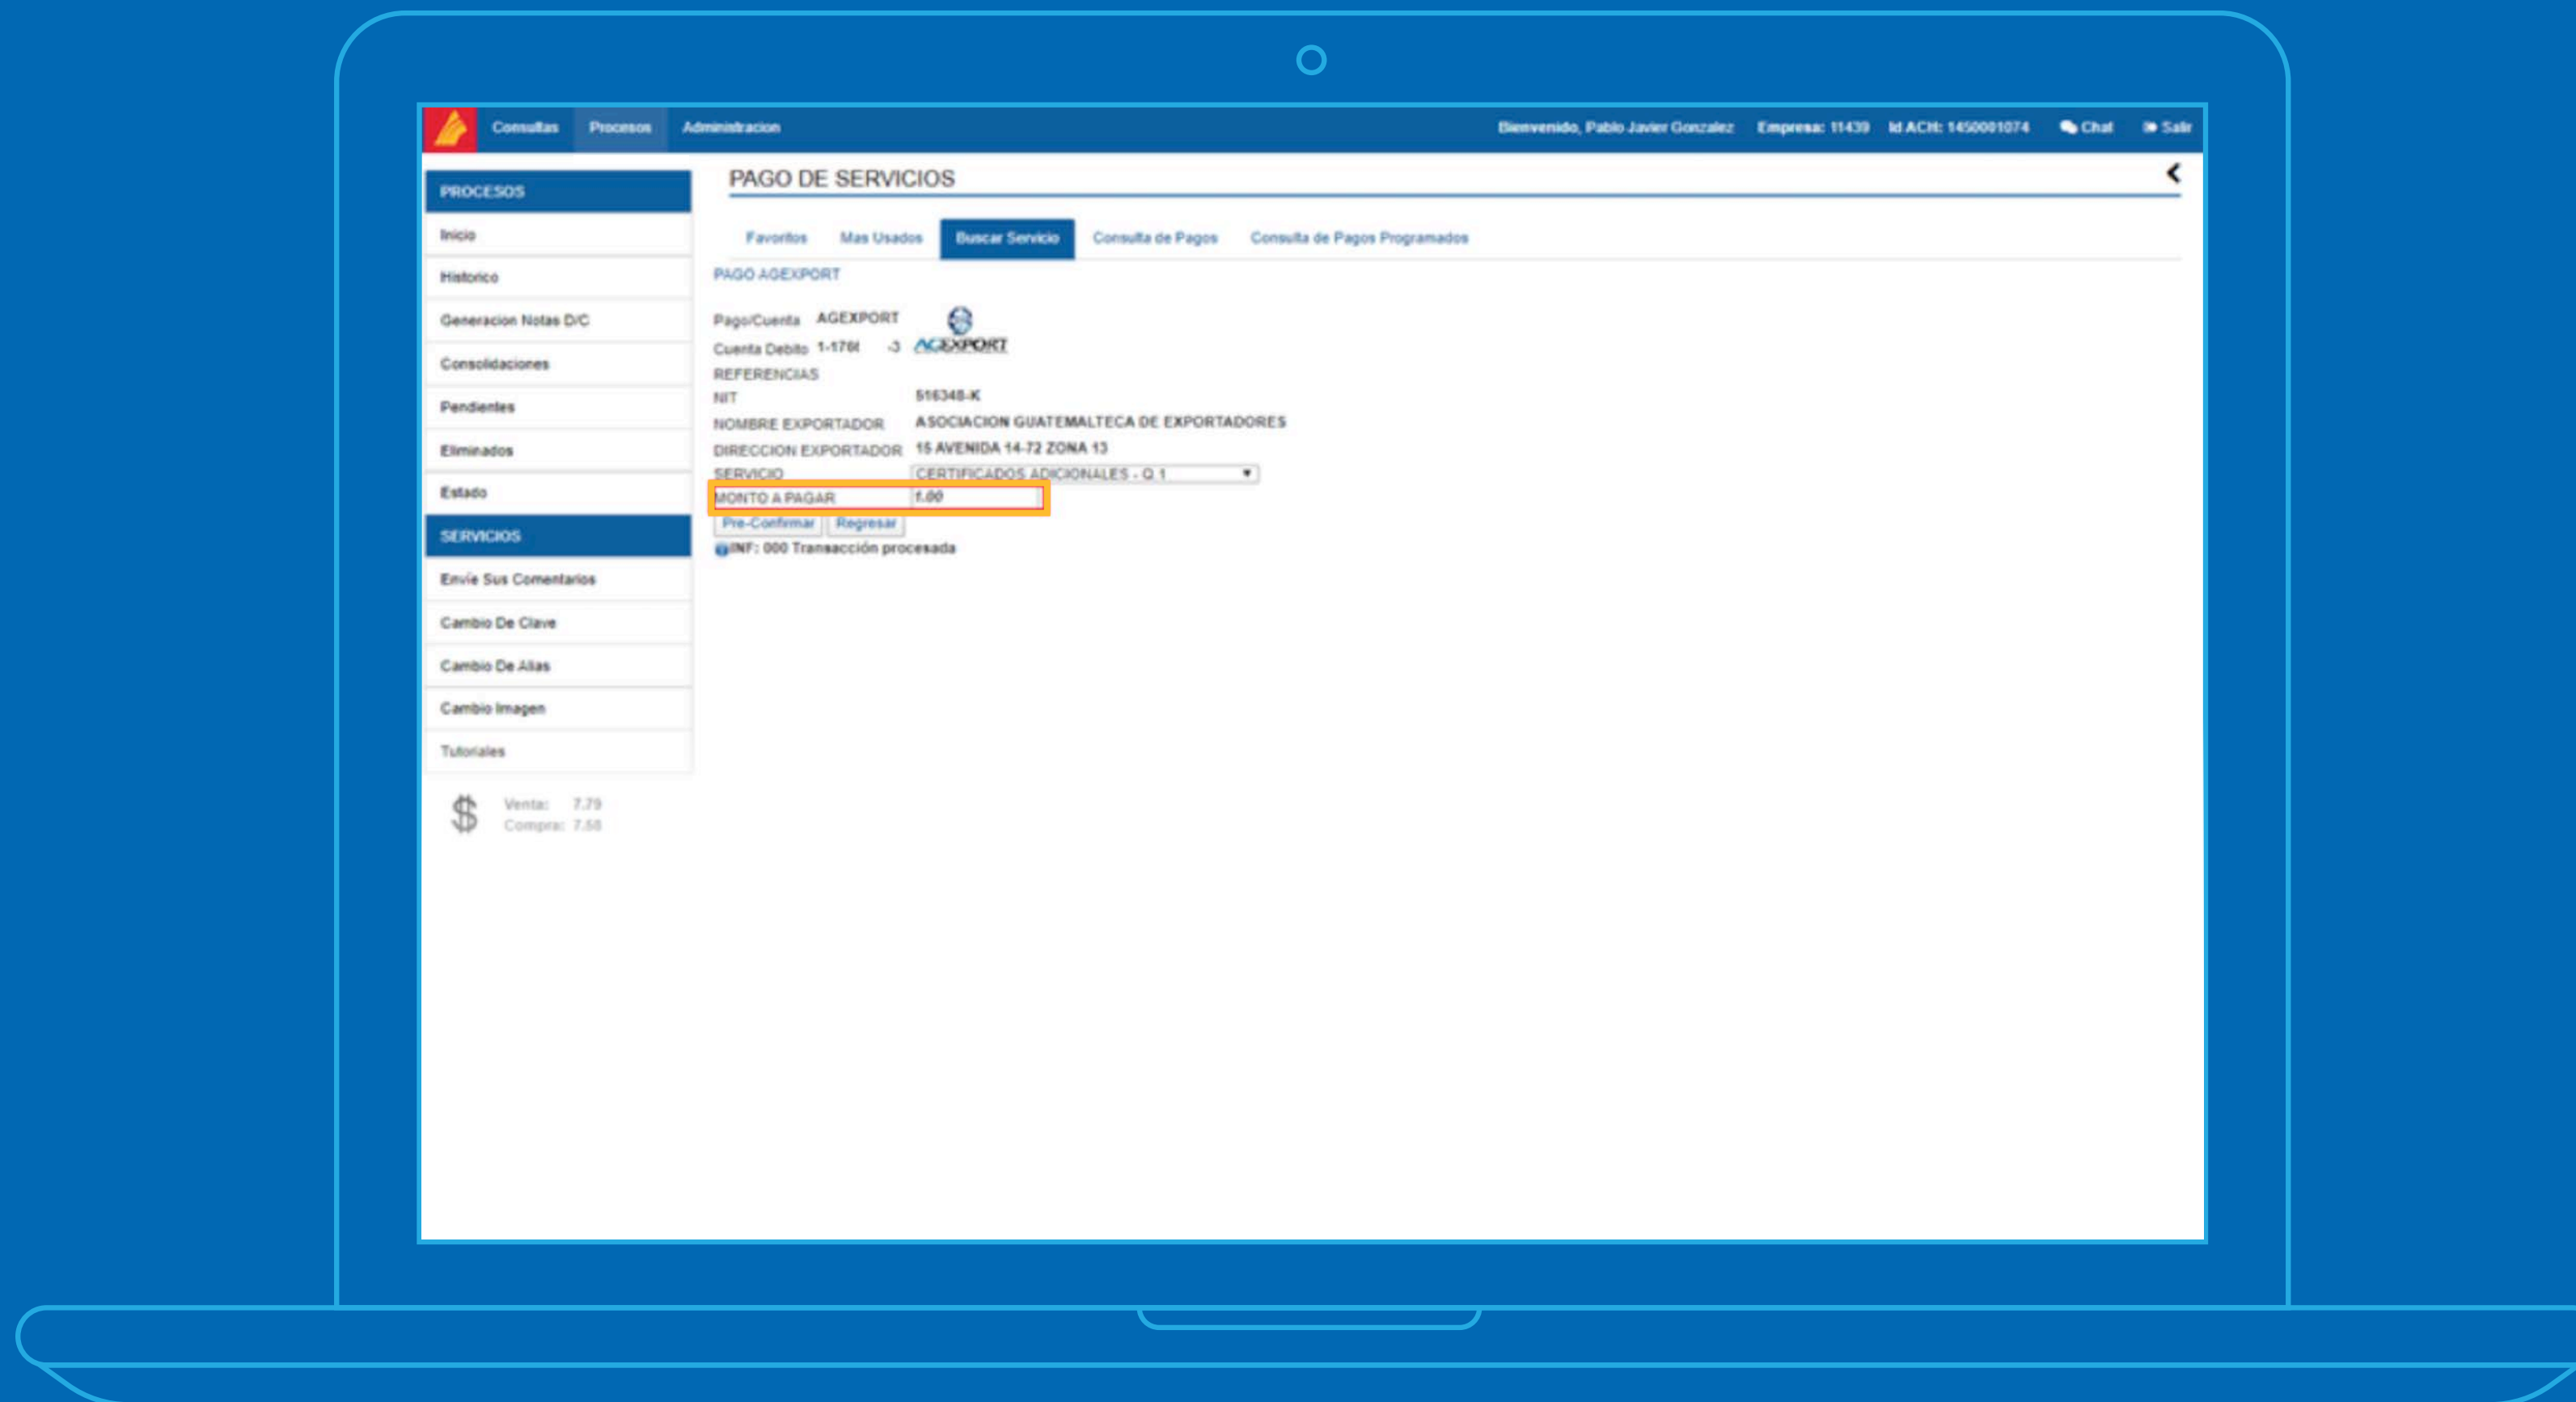 Consultas Procesos Administracion Bienvenido, Pablo Javier Gonzalez Empresa: 11439 Id ACH: 1450001074 Chat Salir
PROCESOS
Inicio
Historico
Generacion Notas D/C
Consolidaciones
Pendientes
Eliminados
Estado
SERVICIOS
Envíe Sus Comentarios
Cambio De Clave
Cambio De Alias
Cambio Imagen
Tutoriales
$ Venta: 7.79
Compra: 7.58
PAGO DE SERVICIOS
Favoritos Mas Usados Buscar Servicio Consulta de Pagos Consulta de Pagos Programados
PAGO AGEXPORT
Pago/Cuenta AGEXPORT
Cuenta Debito 1-176 -3 AGEXPORT
REFERENCIAS
NIT 516348-K
NOMBRE EXPORTADOR ASOCIACION GUATEMALTECA DE EXPORTADORES
DIRECCION EXPORTADOR 15 AVENIDA 14-72 ZONA 13
SERVICIO CERTIFICADOS ADICIONALES - Q.1
MONTO A PAGAR 1.00
Pre-Confirmar Regresar
INF: 000 Transacción procesada